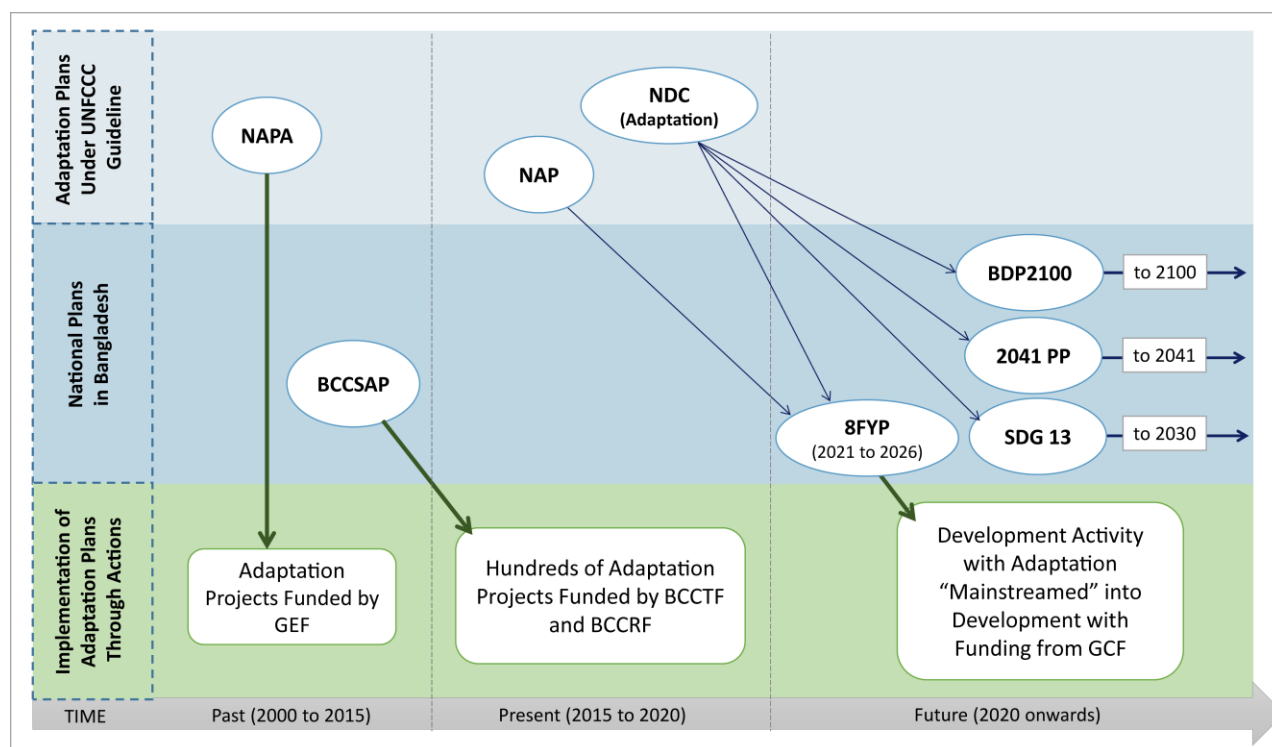 Adaptation Plans
Under UNFCCC
Guideline
NAPA
NDC
(Adaptation)
NAP
National Plans
in Bangladesh
BCCSAP
BDP2100
to 2100
2041 PP
to 2041
8FYP
(2021 to 2026)
SDG 13
to 2030
Implementation of
Adaptation Plans
Through Actions
Adaptation
Projects Funded by
GEF
Hundreds of Adaptation
Projects Funded by BCCTF
and BCCRF
Development Activity
with Adaptation
“Mainstreamed” into
Development with
Funding from GCF
TIME
Past (2000 to 2015)
Present (2015 to 2020)
Future (2020 onwards)